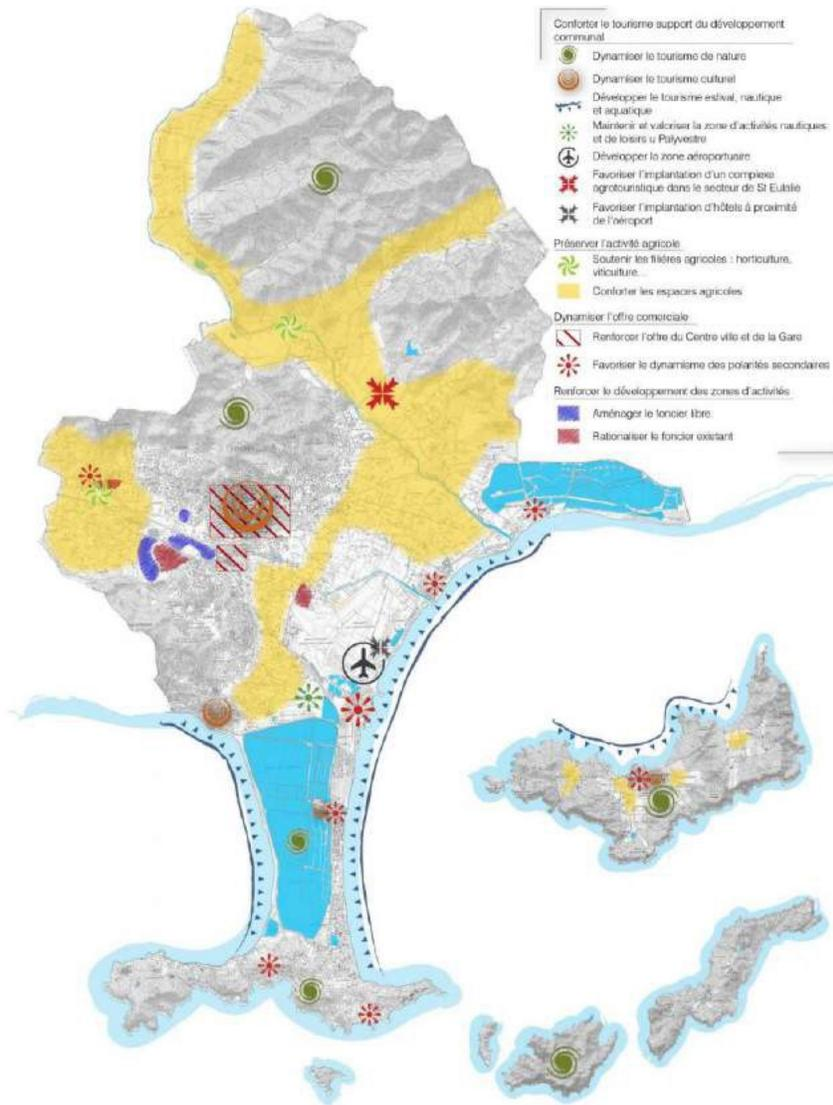 Conforter le tourisme support du développement
communal
Dynamiser le tourisme de nature
Dynamiser le tourisme culturel
Développer le tourisme estival, nautique
et aquatique
Maintenir et valoriser la zone d'activités nautiques
et de loisirs u Palyvestre
Développer la zone aéroportuaire
Favoriser l'implantation d'un complexe
agrotouristique dans le secteur de St Eulalie
Favoriser l'implantation d'hôtels à proximité
de l'aéroport
Préserver l'activité agricole
Soutenir les filières agricoles : horticulture,
viticulture...
Conforter les espaces agricoles
Dynamiser l'offre comerciale
Renforcer l'offre du Centre ville et de la Gare
Favoriser le dynamisme des polarités secondaires
Renforcer le développement des zones d'activités
Aménager le foncier libre
Rationaliser le foncier existant